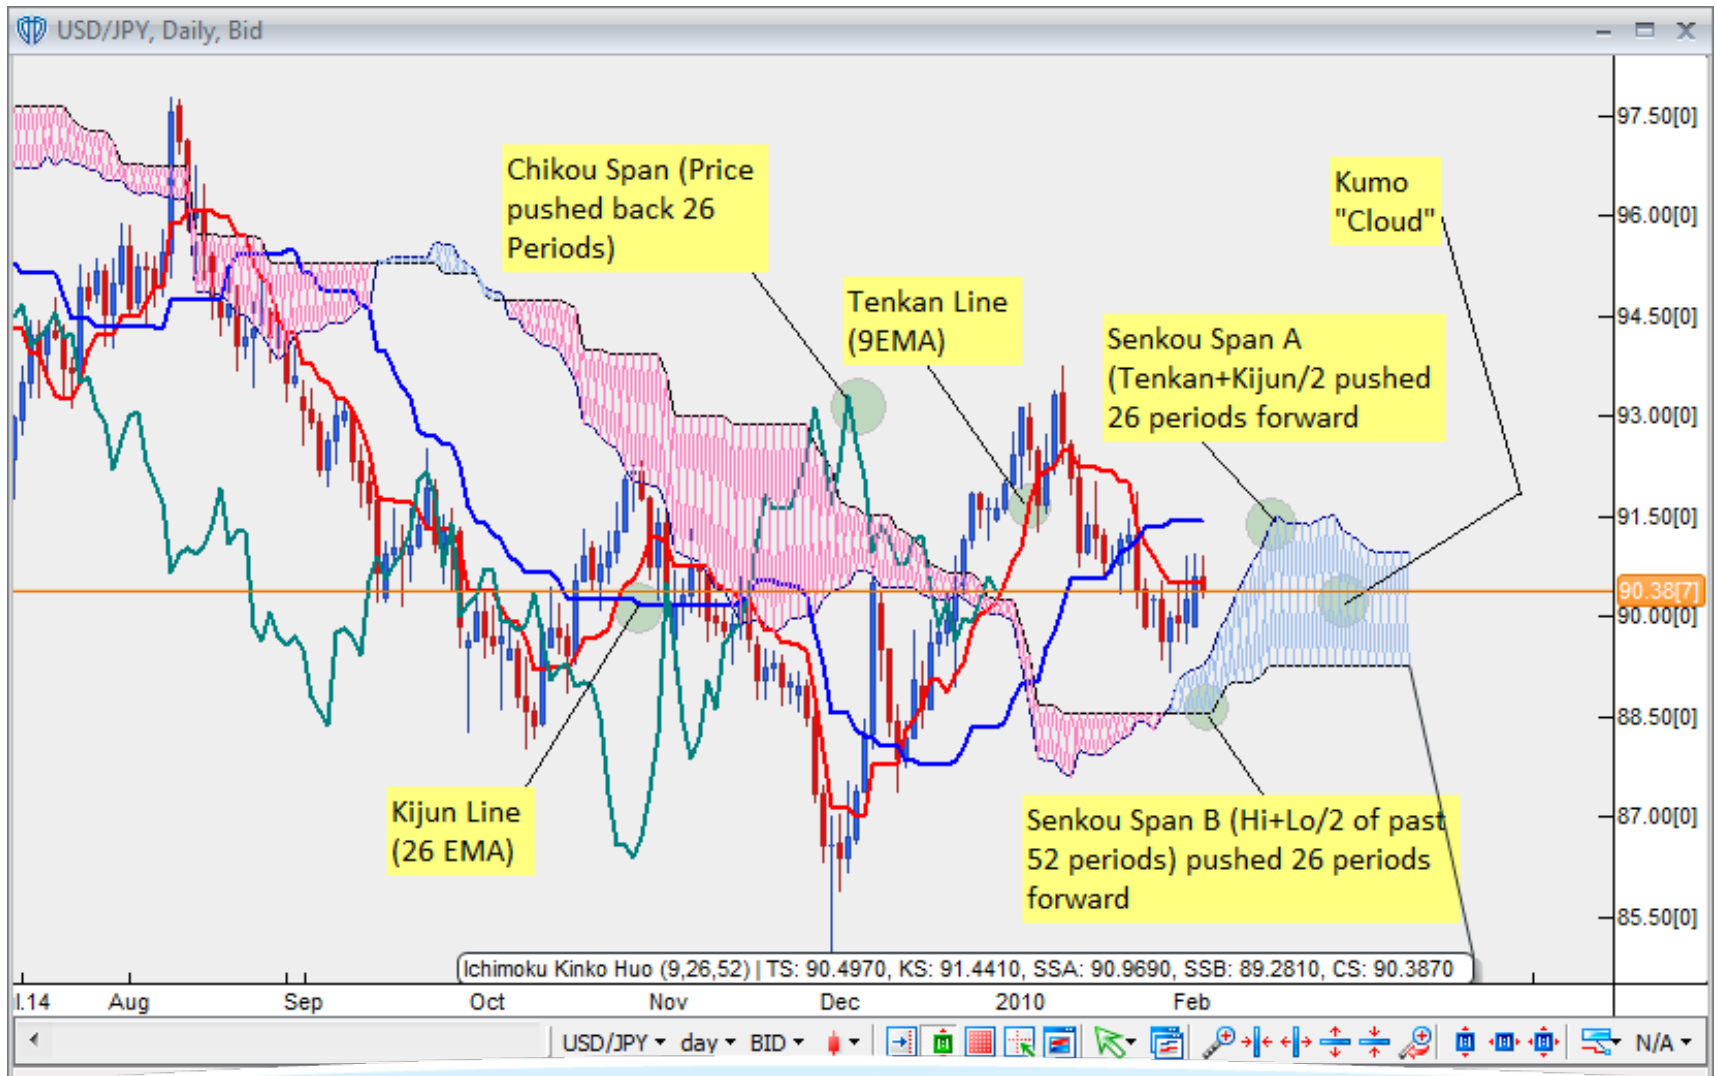 USD/JPY, Daily, Bid
97.50[0]
Chikou Span (Price
pushed back 26
Periods)
Kumo
"Cloud"
96.00[0]
Tenkan Line
(9EMA)
94.50[0]
Senkou Span A
(Tenkan+Kijun/2 pushed
26 periods forward
93.00[0]
91.50[0]
90.38[7]
90.00[0]
88.50[0]
Kijun Line
(26 EMA)
87.00[0]
Senkou Span B (Hi+Lo/2 of past
52 periods) pushed 26 periods
forward
85.50[0]
Ichimoku Kinko Huo (9,26,52) | TS: 90.4970, KS: 91.4410, SSA: 90.9690, SSB: 89.2810, CS: 90.3870
l.14 Aug Sep Oct Nov Dec 2010 Feb
USD/JPY day BID N/A